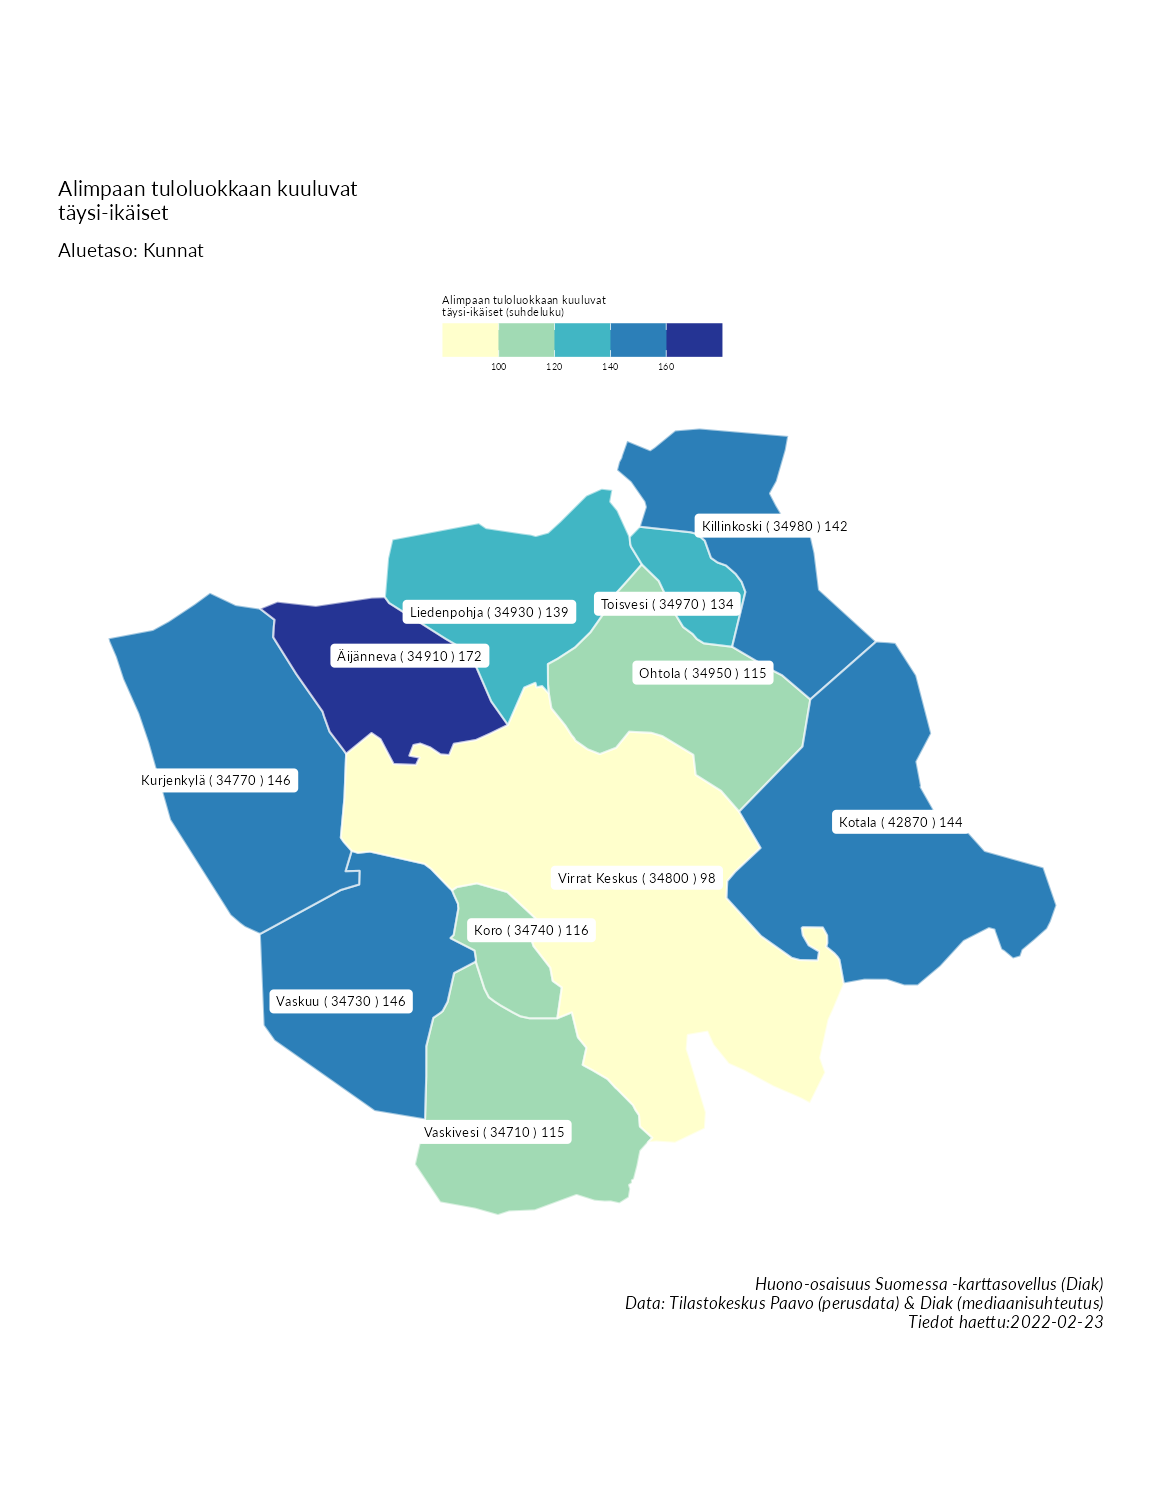 Alimpaan tuloluokkaan kuuluvat
täysi-ikäiset
Aluetaso: Kunnat
Alimpaan tuloluokkaan kuuluvat
täysi-ikäiset (suhdeluku)
100 120 140 160
Killinkoski ( 34980 ) 142
Toisvesi ( 34970 ) 134
Liedenpohja ( 34930 ) 139
Äijänneva ( 34910 ) 172
Ohtola ( 34950 ) 115
Kurjenkylä ( 34770 ) 146
Kotala ( 42870 ) 144
Virrat Keskus ( 34800 ) 98
Koro ( 34740 ) 116
Vaskuu ( 34730 ) 146
Vaskivesi ( 34710 ) 115
Huono-osaisuus Suomessa -karttasovellus (Diak)
Data: Tilastokeskus Paavo (perusdata) & Diak (mediaanisuhteutus)
Tiedot haettu:2022-02-23